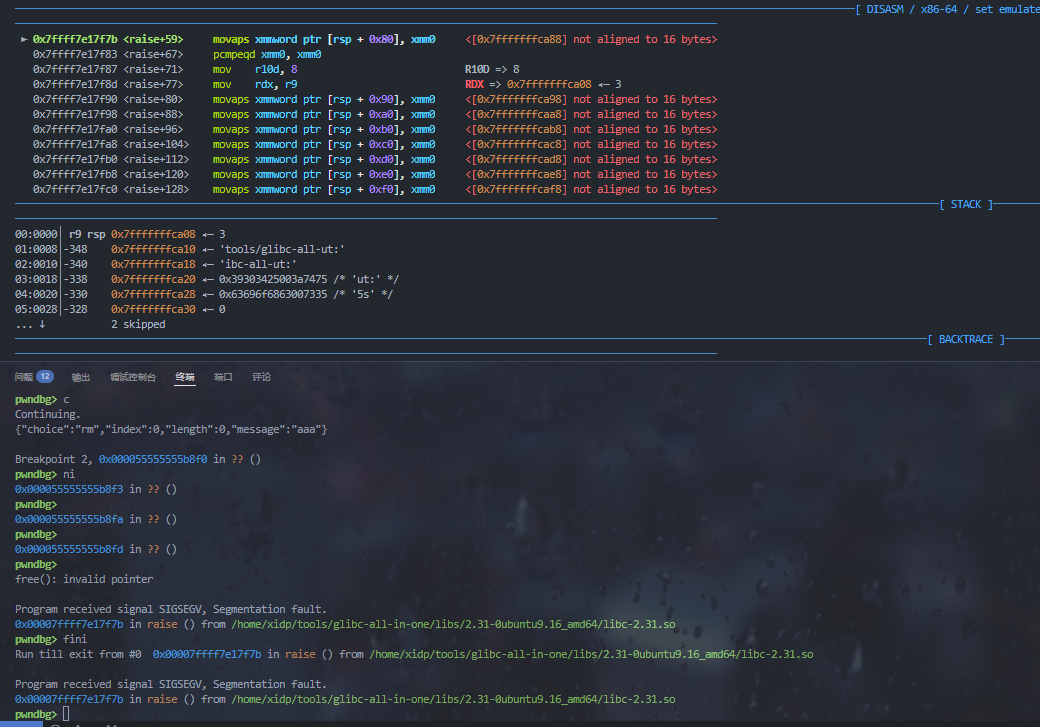 [ DISASM / x86-64 / set emulate
► 0x7ffff7e17f7b <raise+59> movaps xmmword ptr [rsp + 0x80], xmm0 <[0x7fffffffca88] not aligned to 16 bytes>
0x7ffff7e17f83 <raise+67> pcmpeqd xmm0, xmm0
0x7ffff7e17f87 <raise+71> mov r10d, 8 R10D => 8
0x7ffff7e17f8d <raise+77> mov rdx, r9 RDX => 0x7fffffffca08 ◂— 3
0x7ffff7e17f90 <raise+80> movaps xmmword ptr [rsp + 0x90], xmm0 <[0x7fffffffca98] not aligned to 16 bytes>
0x7ffff7e17f98 <raise+88> movaps xmmword ptr [rsp + 0xa0], xmm0 <[0x7fffffffcaa8] not aligned to 16 bytes>
0x7ffff7e17fa0 <raise+96> movaps xmmword ptr [rsp + 0xb0], xmm0 <[0x7fffffffcab8] not aligned to 16 bytes>
0x7ffff7e17fa8 <raise+104> movaps xmmword ptr [rsp + 0xc0], xmm0 <[0x7fffffffcac8] not aligned to 16 bytes>
0x7ffff7e17fb0 <raise+112> movaps xmmword ptr [rsp + 0xd0], xmm0 <[0x7fffffffcad8] not aligned to 16 bytes>
0x7ffff7e17fb8 <raise+120> movaps xmmword ptr [rsp + 0xe0], xmm0 <[0x7fffffffcae8] not aligned to 16 bytes>
0x7ffff7e17fc0 <raise+128> movaps xmmword ptr [rsp + 0xf0], xmm0 <[0x7fffffffcaf8] not aligned to 16 bytes>
[ STACK ]
00:0000│ r9 rsp 0x7fffffffca08 ◂— 3
01:0008│-348 0x7fffffffca10 ◂— 'tools/glibc-all-ut:'
02:0010│-340 0x7fffffffca18 ◂— 'ibc-all-ut:'
03:0018│-338 0x7fffffffca20 ◂— 0x39303425003a7475 /* 'ut:' */
04:0020│-330 0x7fffffffca28 ◂— 0x63696f6863007335 /* '5s' */
05:0028│-328 0x7fffffffca30 ◂— 0
... ↓ 2 skipped
[ BACKTRACE ]
问题 12 输出 调试控制台 终端 端口 评论
pwndbg> c
Continuing.
{"choice":"rm","index":0,"length":0,"message":"aaa"}
Breakpoint 2, 0x000055555555b8f0 in ?? ()
pwndbg> ni
0x000055555555b8f3 in ?? ()
pwndbg>
0x000055555555b8fa in ?? ()
pwndbg>
0x000055555555b8fd in ?? ()
pwndbg>
free(): invalid pointer
Program received signal SIGSEGV, Segmentation fault.
0x00007ffff7e17f7b in raise () from /home/xidp/tools/glibc-all-in-one/libs/2.31-0ubuntu9.16_amd64/libc-2.31.so
pwndbg> fini
Run till exit from #0 0x00007ffff7e17f7b in raise () from /home/xidp/tools/glibc-all-in-one/libs/2.31-0ubuntu9.16_amd64/libc-2.31.so
Program received signal SIGSEGV, Segmentation fault.
0x00007ffff7e17f7b in raise () from /home/xidp/tools/glibc-all-in-one/libs/2.31-0ubuntu9.16_amd64/libc-2.31.so
pwndbg>